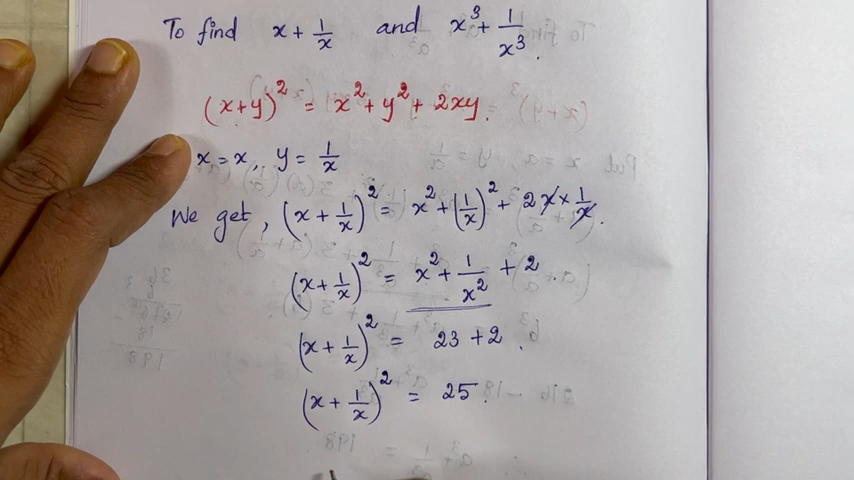 To find x + 1/x and x³ + 1/x³.
(x+y)² = x² + y² + 2xy.
x = x, y = 1/x
We get, (x + 1/x)² = x² + (1/x)² + 2 x × 1/x.
(x + 1/x)² = x² + 1/x² + 2.
(x + 1/x)² = 23 + 2.
(x + 1/x)² = 25.